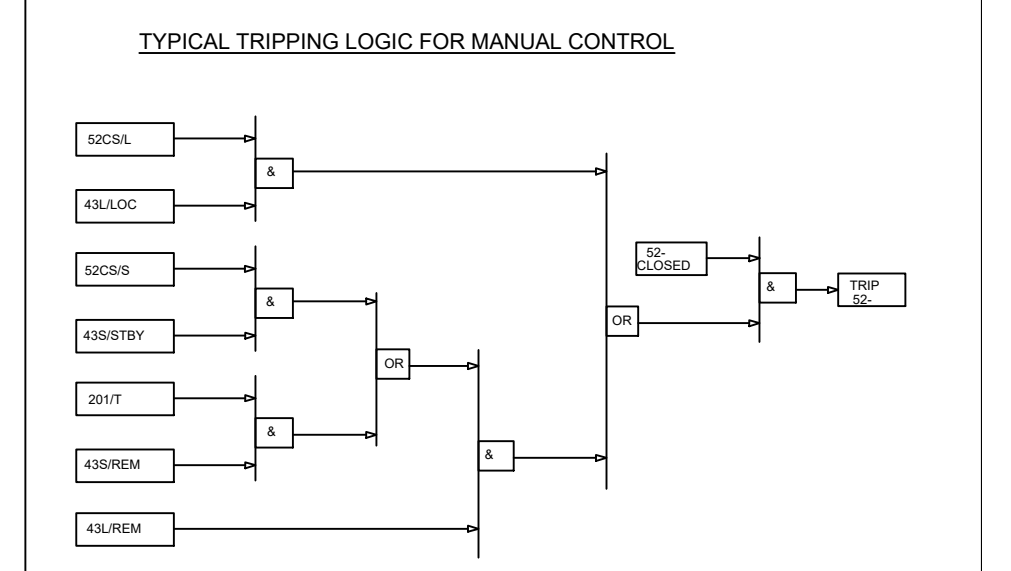 TYPICAL TRIPPING LOGIC FOR MANUAL CONTROL
52CS/L
&
43L/LOC
52CS/S
&
43S/STBY
201/T
&
43S/REM
43L/REM
OR
&
OR
52-
CLOSED
&
TRIP
52-